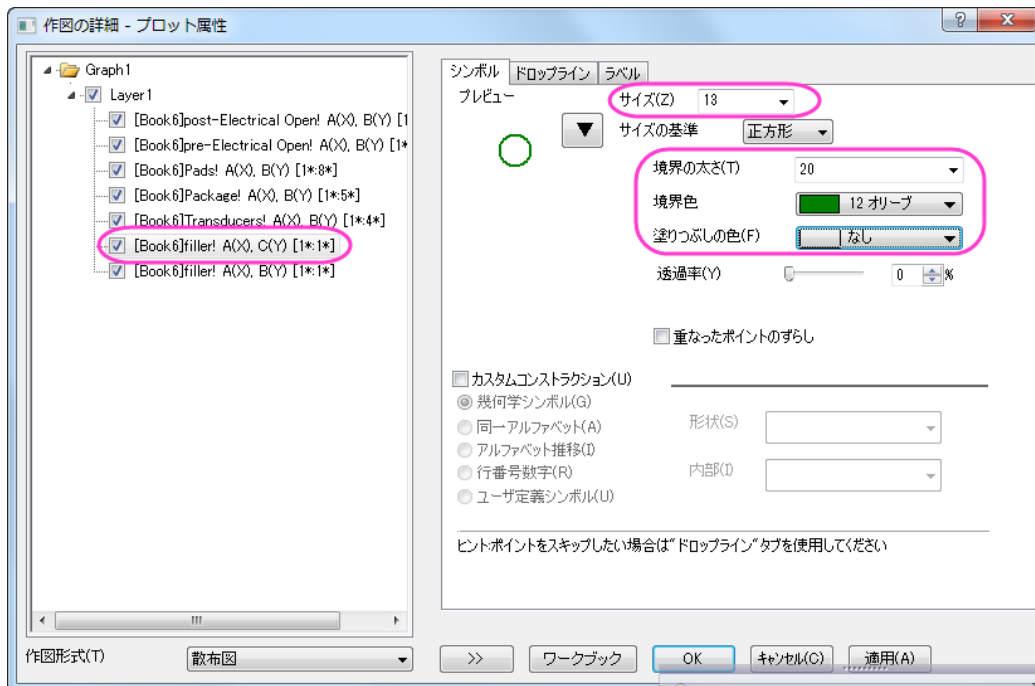 作図の詳細 - プロット属性
Graph1
Layer1
[Book6]post-Electrical Open! A(X), B(Y) [1
[Book6]pre-Electrical Open! A(X), B(Y) [1*
[Book6]Pads! A(X), B(Y) [1*:8*]
[Book6]Package! A(X), B(Y) [1*:5*]
[Book6]Transducers! A(X), B(Y) [1*:4*]
[Book6]filler! A(X), C(Y) [1*:1*]
[Book6]filler! A(X), B(Y) [1*:1*]
作図形式(T) 散布図
シンボル ドロップライン ラベル
プレビュー
サイズ(Z) 13
サイズの基準 正方形
境界の太さ(T) 20
境界色 12 オリーブ
塗りつぶしの色(F) なし
透過率(Y) 0 %
重なったポイントのずらし
カスタムコンストラクション(U)
幾何学シンボル(G)
同一アルファベット(A)
アルファベット推移(I)
行番号数字(R)
ユーザ定義シンボル(U)
形状(S)
内部(I)
ヒント:ポイントをスキップしたい場合は"ドロップライン"タブを使用してください
>> ワークブック OK キャンセル(C) 適用(A)